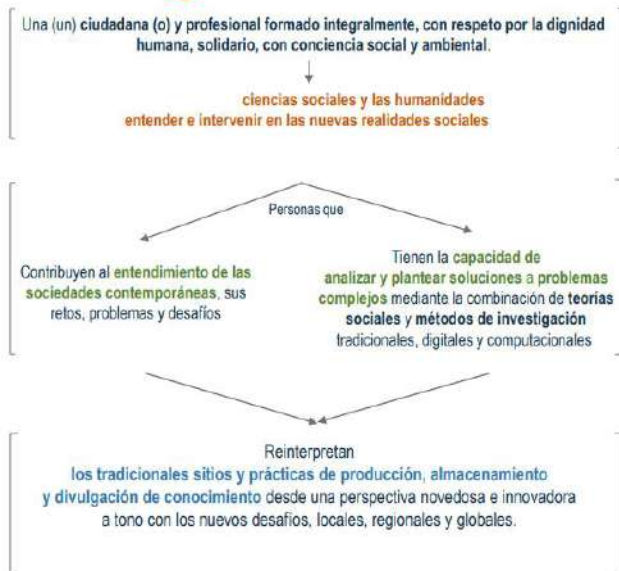 Una (un) ciudadana (o) y profesional formado integralmente, con respeto por la dignidad
humana, solidario, con conciencia social y ambiental.
ciencias sociales y las humanidades
entender e intervenir en las nuevas realidades sociales
Personas que
Contribuyen al entendimiento de las
sociedades contemporáneas, sus
retos, problemas y desafíos
Tienen la capacidad de
analizar y plantear soluciones a problemas
complejos mediante la combinación de teorías
sociales y métodos de investigación
tradicionales, digitales y computacionales
Reinterpretan
los tradicionales sitios y prácticas de producción, almacenamiento
y divulgación de conocimiento desde una perspectiva novedosa e innovadora
a tono con los nuevos desafíos, locales, regionales y globales.